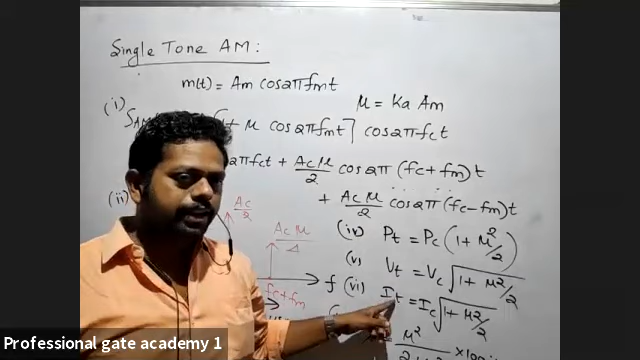 Single Tone AM:
m(t) = Am cos2πfmt
μ = Ka Am
(i) S + μ cos2πfmt] cos2πfct
2πfct + Acμ/2 cos2π(fc+fm)t
+ Acμ/2 cos2π(fc-fm)t
(ii) Ac/2
Acμ/4
f
fc+fm
(iv) Pt = Pc (1 + μ²/2)
(v) Vt = Vc √1 + μ²/2
(vi) It = Ic √1 + μ²/2
μ²
Professional gate academy 1